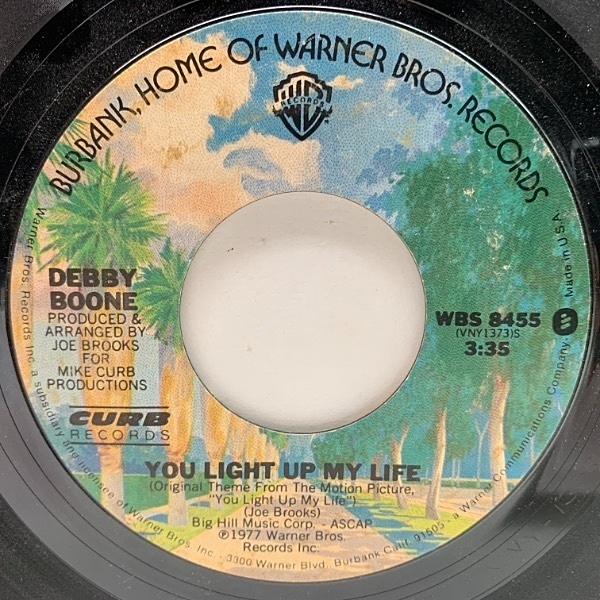 BURBANK, HOME OF WARNER BROS. RECORDS
RECORDS
DEBBY
BOONE
PRODUCED &
ARRANGED BY
JOE BROOKS
FOR
MIKE CURB
PRODUCTIONS
CURB
RECORDS
WBS 8455
(VNY1373)S
3:35
YOU LIGHT UP MY LIFE
(Original Theme From The Motion Picture,
"You Light Up My Life")
(Joe Brooks)
Big Hill Music Corp. - ASCAP
℗1977 Warner Bros.
Records Inc.
Warner Bros. Records Inc., a subsidiary and licensee of Warner Bros. Inc. · 3300 Warner Blvd. Burbank, Calif. 91505 · a Warner Communications Company. Made in U.S.A.